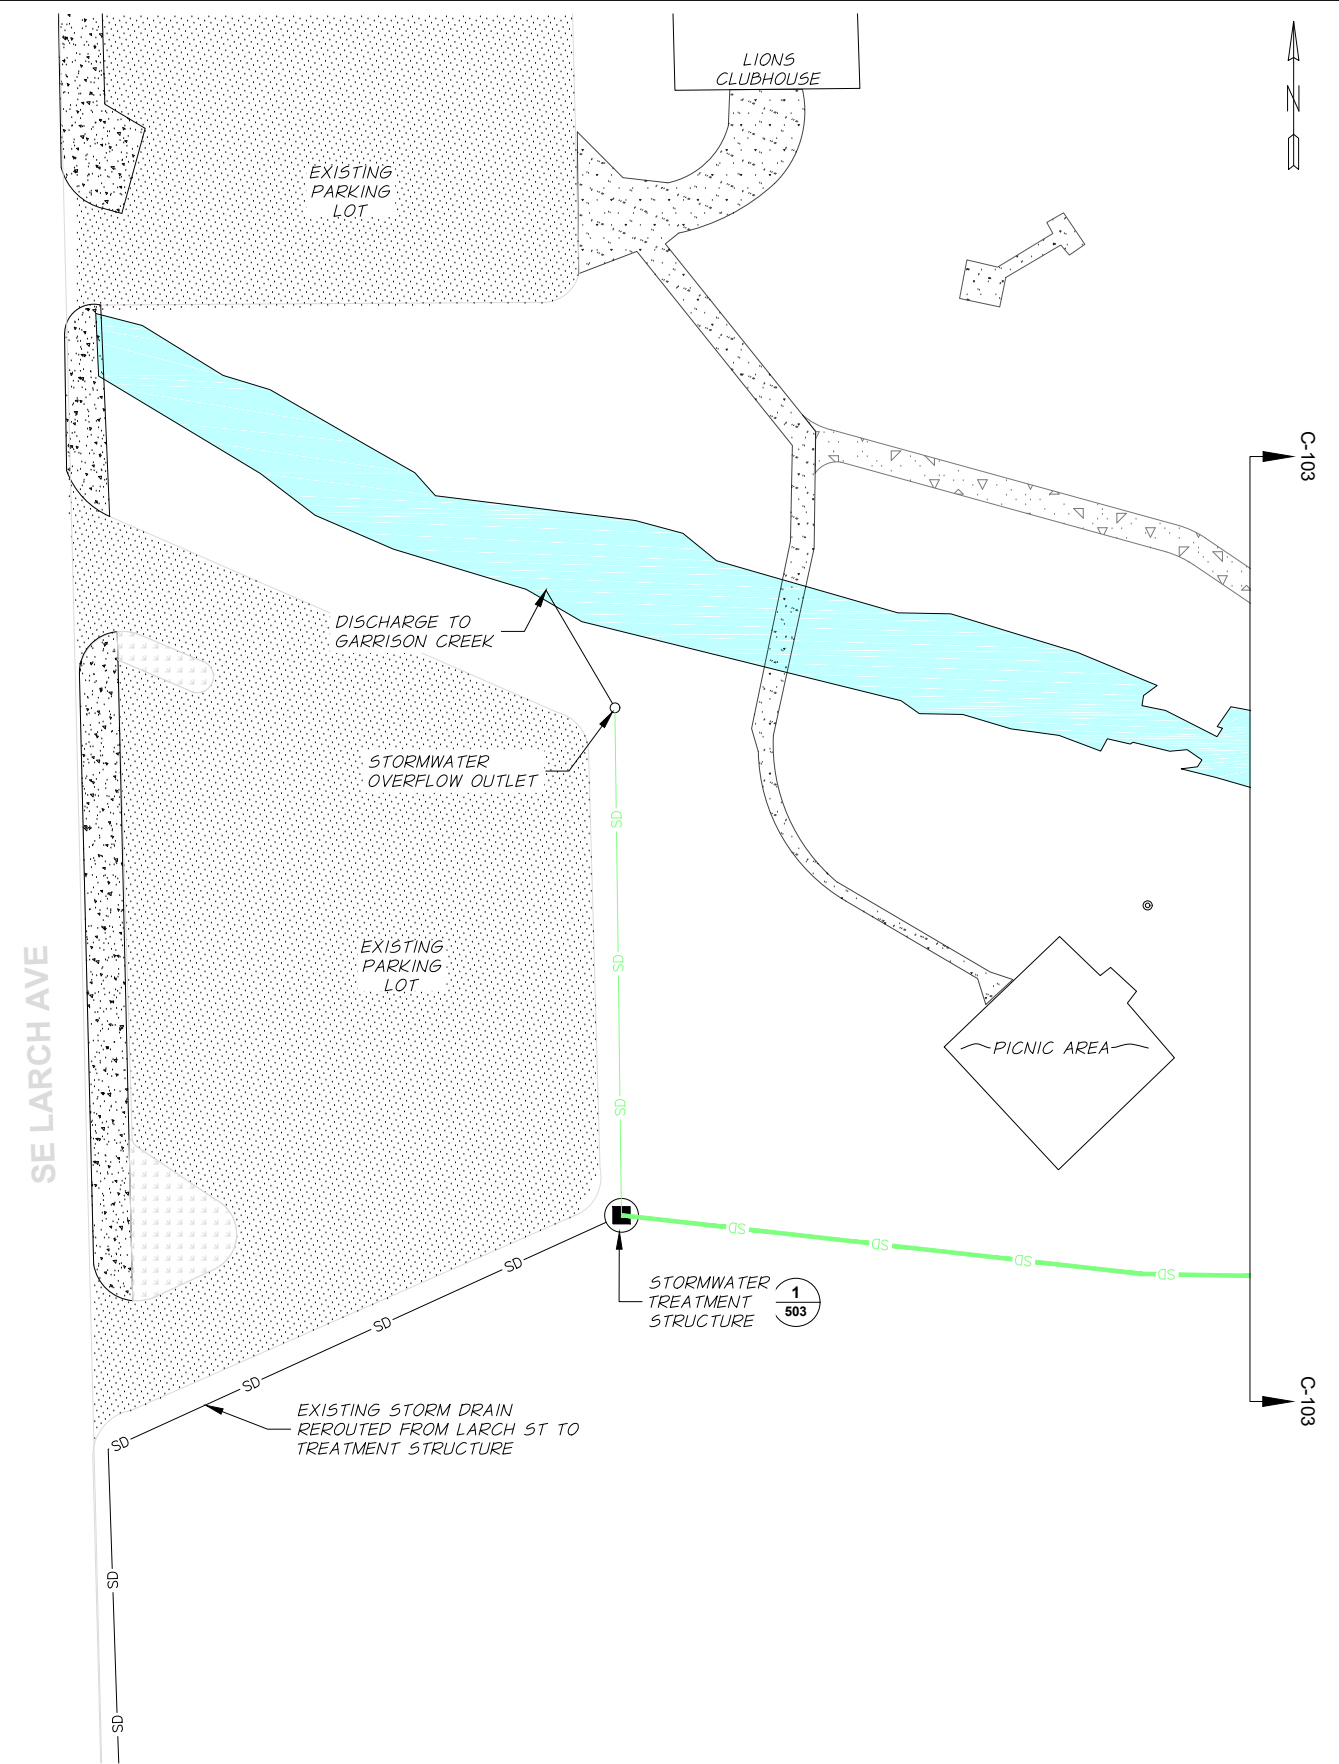 LIONS
CLUBHOUSE
N
EXISTING
PARKING
LOT
C-103
DISCHARGE TO
GARRISON CREEK
STORMWATER
OVERFLOW OUTLET
SD
EXISTING
PARKING
LOT
SD
SE LARCH AVE
PICNIC AREA
SD
SD
SD
SD
SD
SD
STORMWATER
TREATMENT
STRUCTURE
1
503
SD
SD
C-103
EXISTING STORM DRAIN
REROUTED FROM LARCH ST TO
TREATMENT STRUCTURE
SD
SD
SD